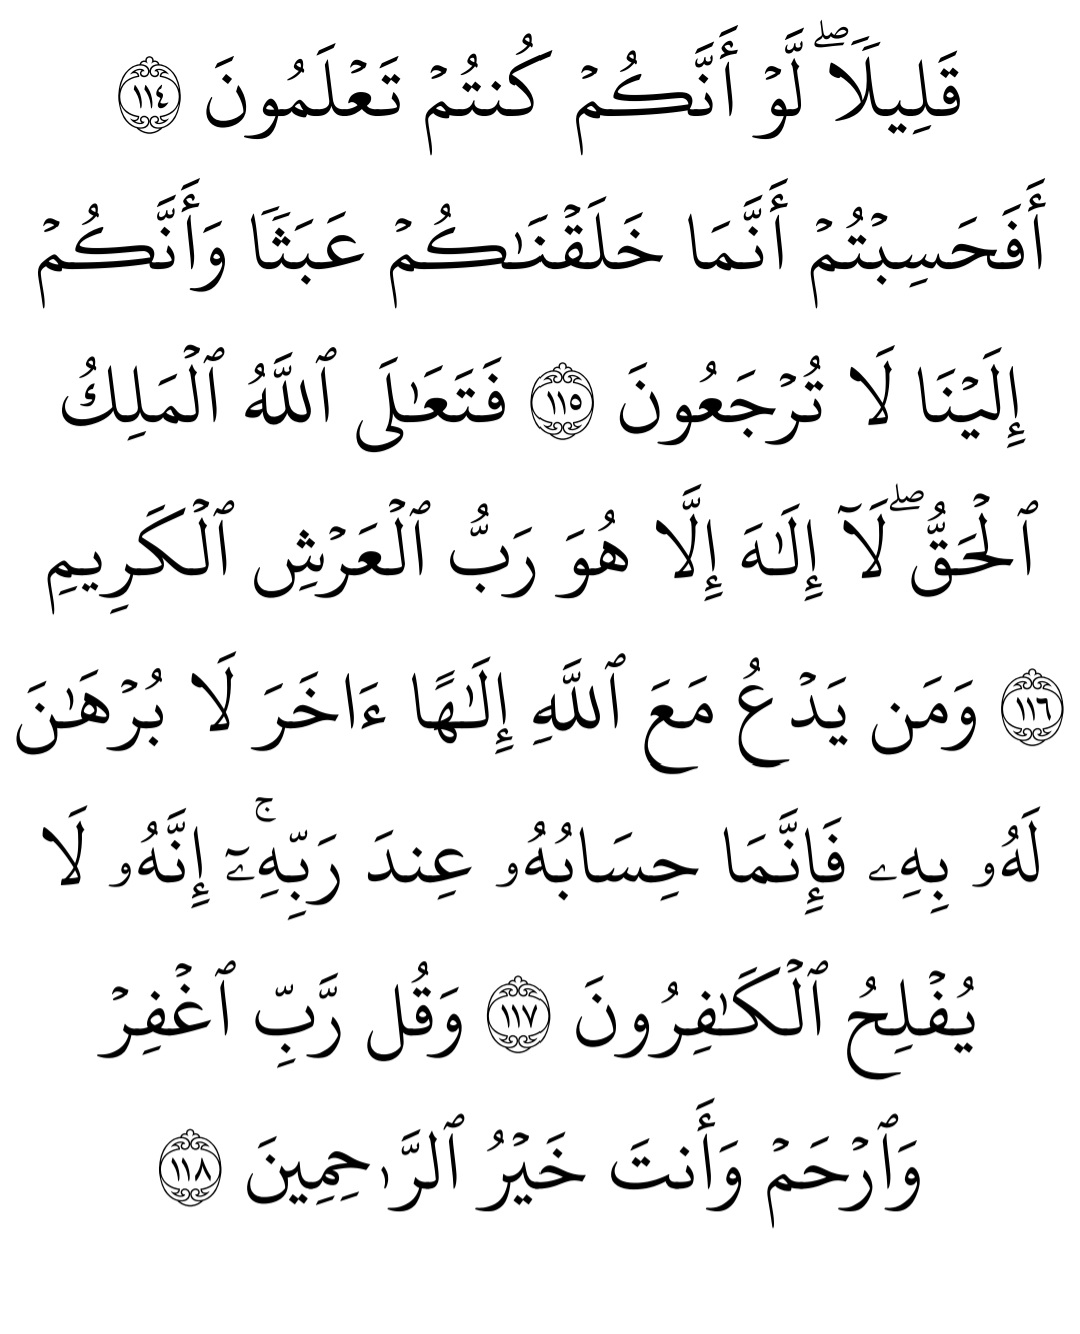 قَلِيلٗاۖ لَّوۡ أَنَّكُمۡ كُنتُمۡ تَعۡلَمُونَ ١١٤
أَفَحَسِبۡتُمۡ أَنَّمَا خَلَقۡنَٰكُمۡ عَبَثٗا وَأَنَّكُمۡ
إِلَيۡنَا لَا تُرۡجَعُونَ ١١٥ فَتَعَٰلَى ٱللَّهُ ٱلۡمَلِكُ
ٱلۡحَقُّۖ لَآ إِلَٰهَ إِلَّا هُوَ رَبُّ ٱلۡعَرۡشِ ٱلۡكَرِيمِ
١١٦ وَمَن يَدۡعُ مَعَ ٱللَّهِ إِلَٰهًا ءَاخَرَ لَا بُرۡهَٰنَ
لَهُۥ بِهِۦ فَإِنَّمَا حِسَابُهُۥ عِندَ رَبِّهِۦٓۚ إِنَّهُۥ لَا
يُفۡلِحُ ٱلۡكَٰفِرُونَ ١١٧ وَقُل رَّبِّ ٱغۡفِرۡ
وَٱرۡحَمۡ وَأَنتَ خَيۡرُ ٱلرَّٰحِمِينَ ١١٨